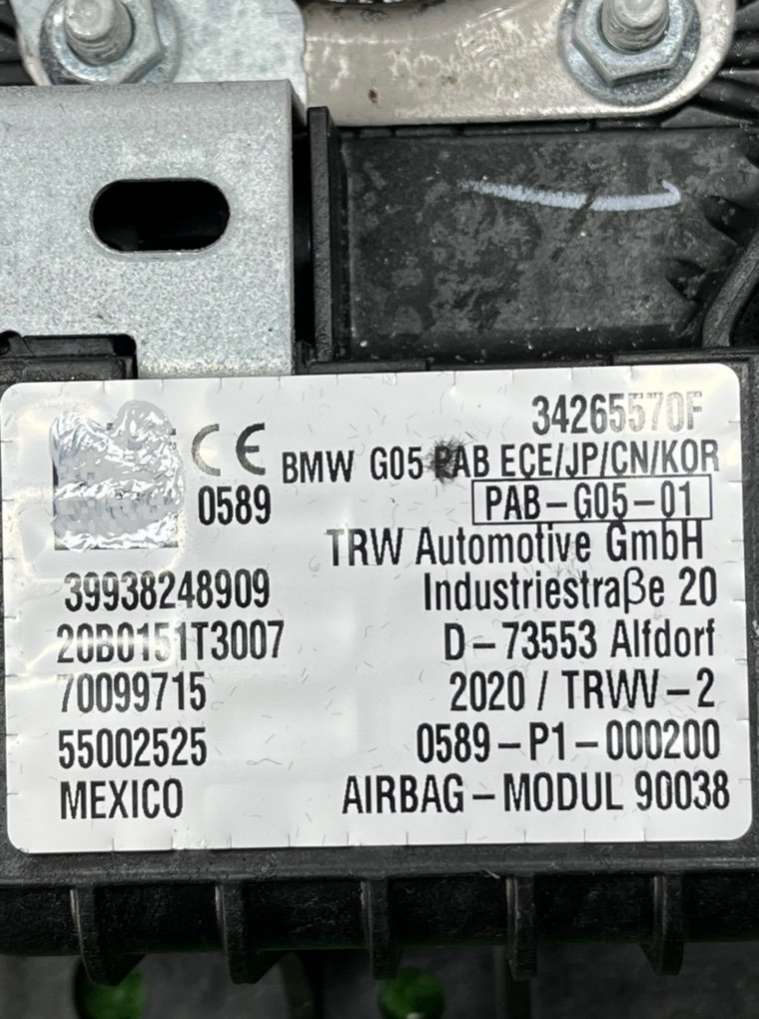 34265570F
CE
BMW G05 PAB ECE/JP/CN/KOR
0589
PAB-G05-01
TRW Automotive GmbH
39938248909
Industriestraße 20
20B0151T3007
D-73553 Alfdorf
70099715
2020 / TRWV-2
55002525
0589-P1-000200
MEXICO
AIRBAG-MODUL 90038